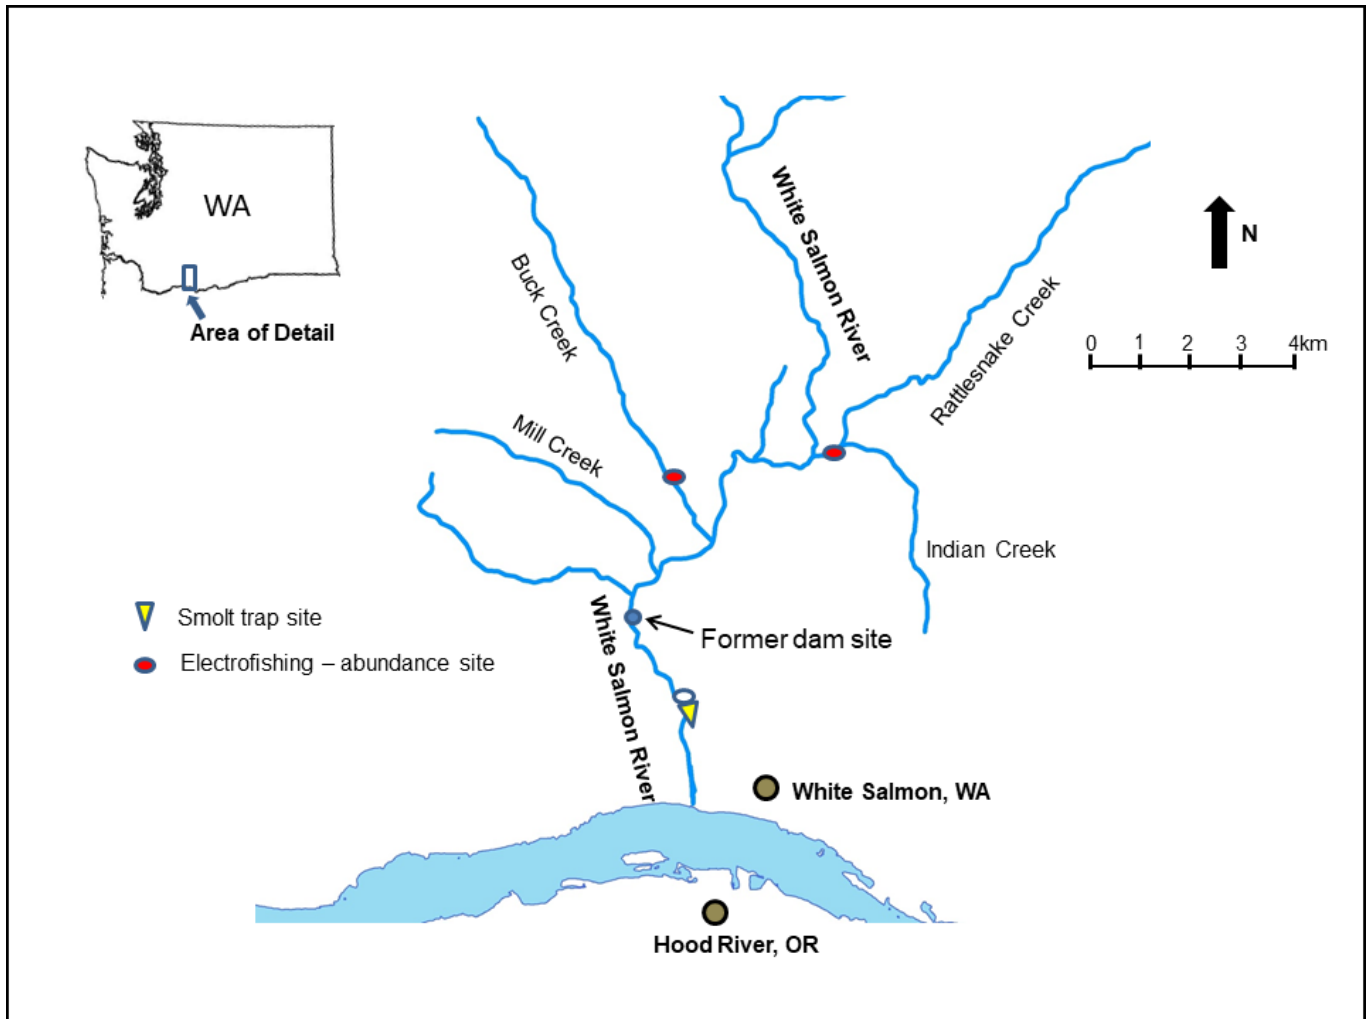 WA
Area of Detail
Buck Creek
White Salmon River
Rattlesnake Creek
N
0 1 2 3 4km
Mill Creek
Indian Creek
Smolt trap site
Electrofishing – abundance site
White Salmon River
Former dam site
White Salmon, WA
Hood River, OR